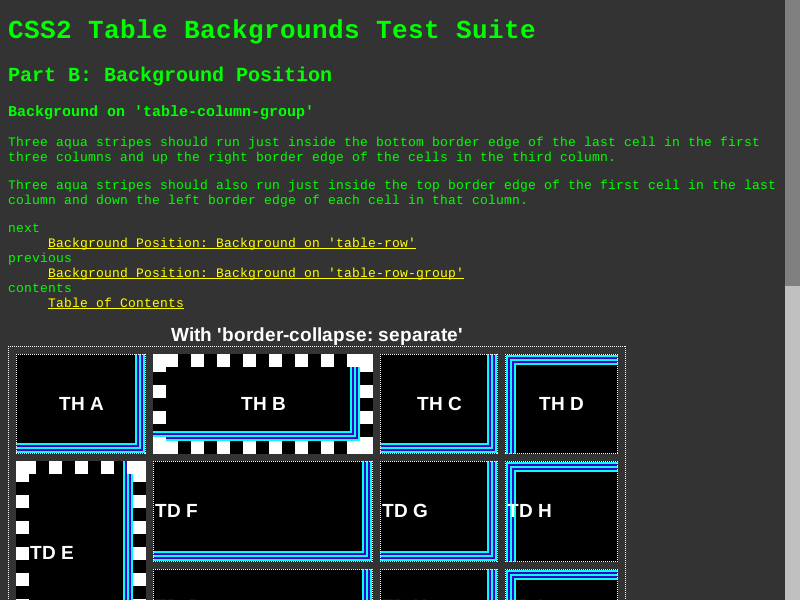 CSS2 Table Backgrounds Test Suite
Part B: Background Position
Background on 'table-column-group'
Three aqua stripes should run just inside the bottom border edge of the last cell in the first
three columns and up the right border edge of the cells in the third column.
Three aqua stripes should also run just inside the top border edge of the first cell in the last
column and down the left border edge of each cell in that column.
next
Background Position: Background on 'table-row'
previous
Background Position: Background on 'table-row-group'
contents
Table of Contents
With 'border-collapse: separate'
TH A TH B TH C TH D
TD F TD G TD H
TD E